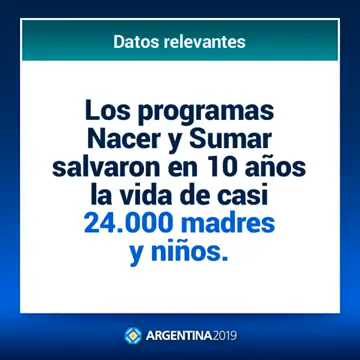 Datos relevantes
Los programas
Nacer y Sumar
salvaron en 10 años
la vida de casi
24.000 madres
y niños.
ARGENTINA2019